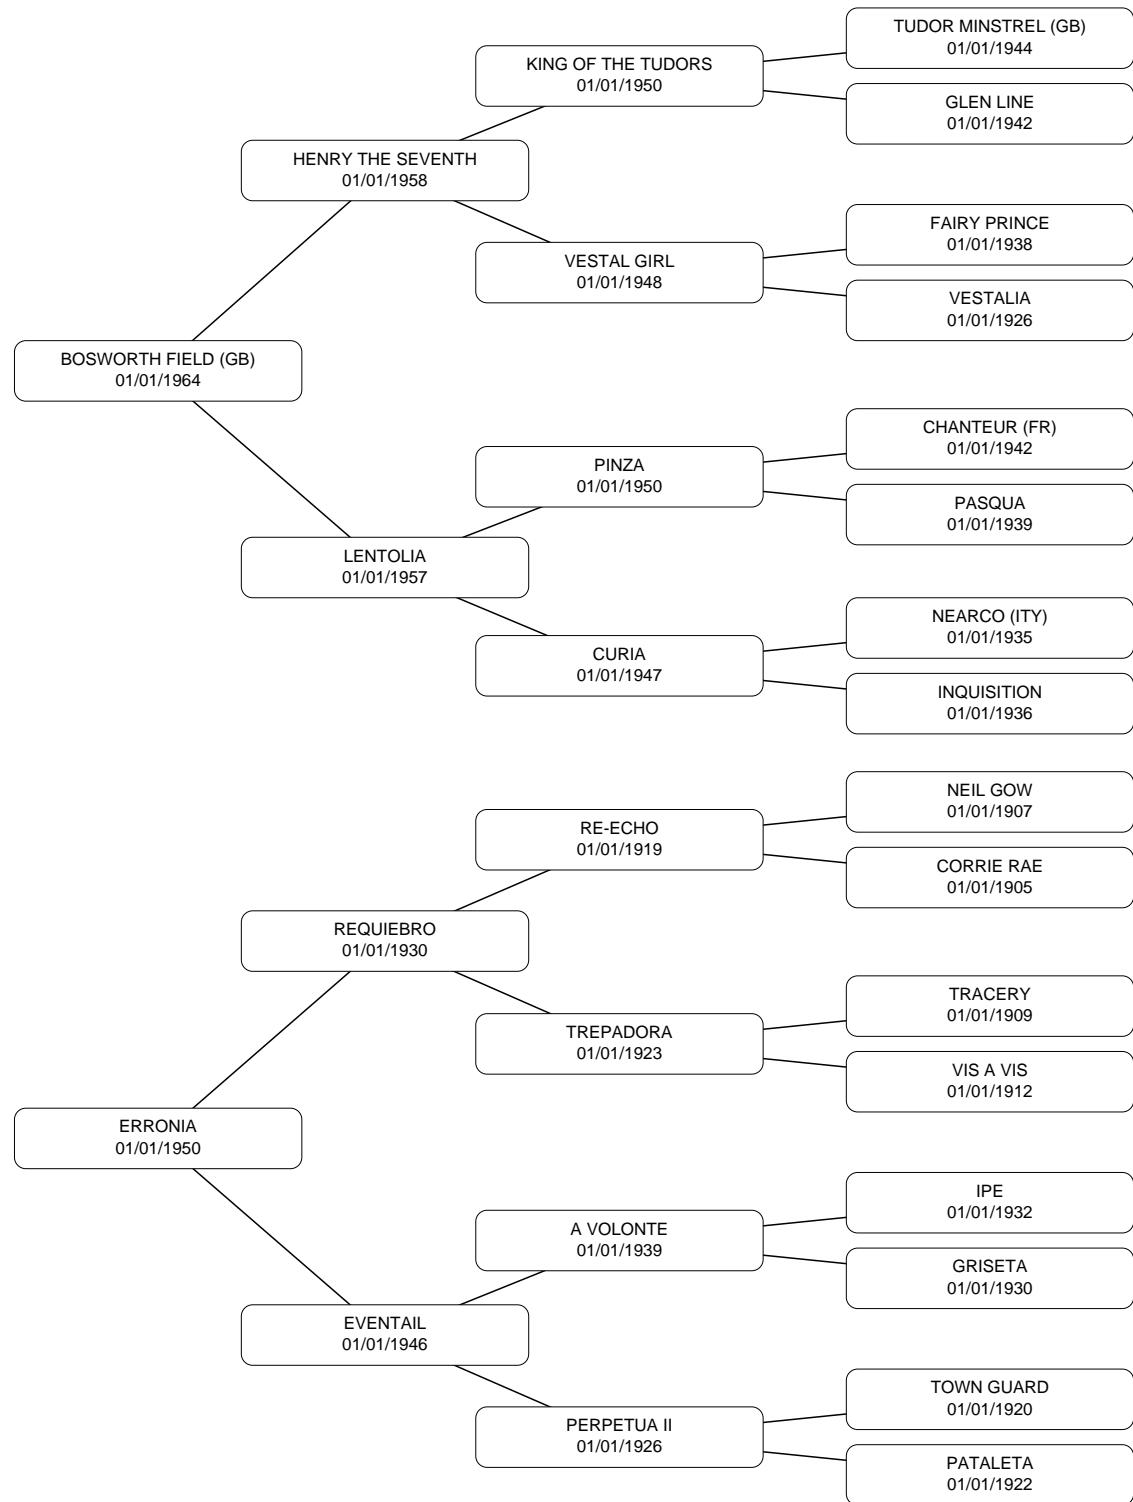 TUDOR MINSTREL (GB)
01/01/1944
KING OF THE TUDORS
01/01/1950
GLEN LINE
01/01/1942
HENRY THE SEVENTH
01/01/1958
FAIRY PRINCE
01/01/1938
VESTAL GIRL
01/01/1948
VESTALIA
01/01/1926
BOSWORTH FIELD (GB)
01/01/1964
CHANTEUR (FR)
01/01/1942
PINZA
01/01/1950
PASQUA
01/01/1939
LENTOLIA
01/01/1957
NEARCO (ITY)
01/01/1935
CURIA
01/01/1947
INQUISITION
01/01/1936
NEIL GOW
01/01/1907
RE-ECHO
01/01/1919
CORRIE RAE
01/01/1905
REQUIEBRO
01/01/1930
TRACERY
01/01/1909
TREPADORA
01/01/1923
VIS A VIS
01/01/1912
ERRONIA
01/01/1950
IPE
01/01/1932
A VOLONTE
01/01/1939
GRISETA
01/01/1930
EVENTAIL
01/01/1946
TOWN GUARD
01/01/1920
PERPETUA II
01/01/1926
PATALETA
01/01/1922